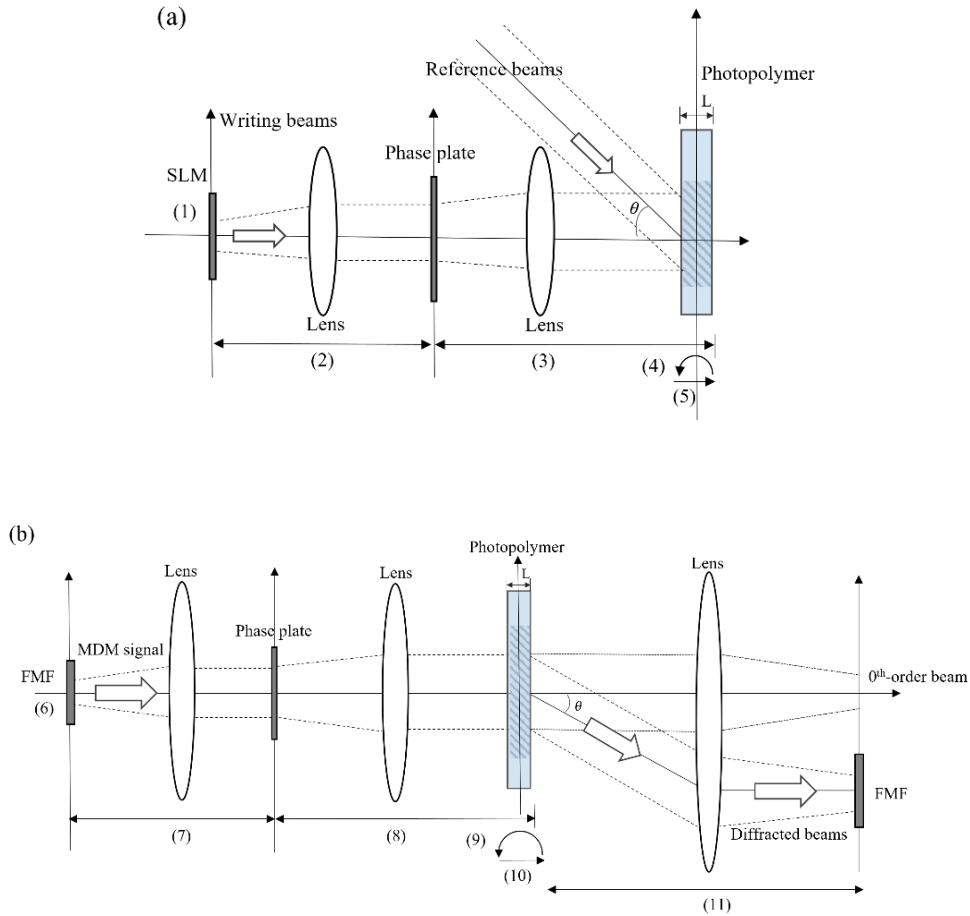 (a)
Reference beams
Photopolymer
L
Writing beams
Phase plate
SLM
(1)
θ
Lens
Lens
(2)
(3)
(4)
(5)
(b)
Photopolymer
L
Lens
Lens
Lens
Phase plate
MDM signal
FMF
(6)
0th-order beam
θ
FMF
Diffracted beams
(7)
(8)
(9)
(10)
(11)